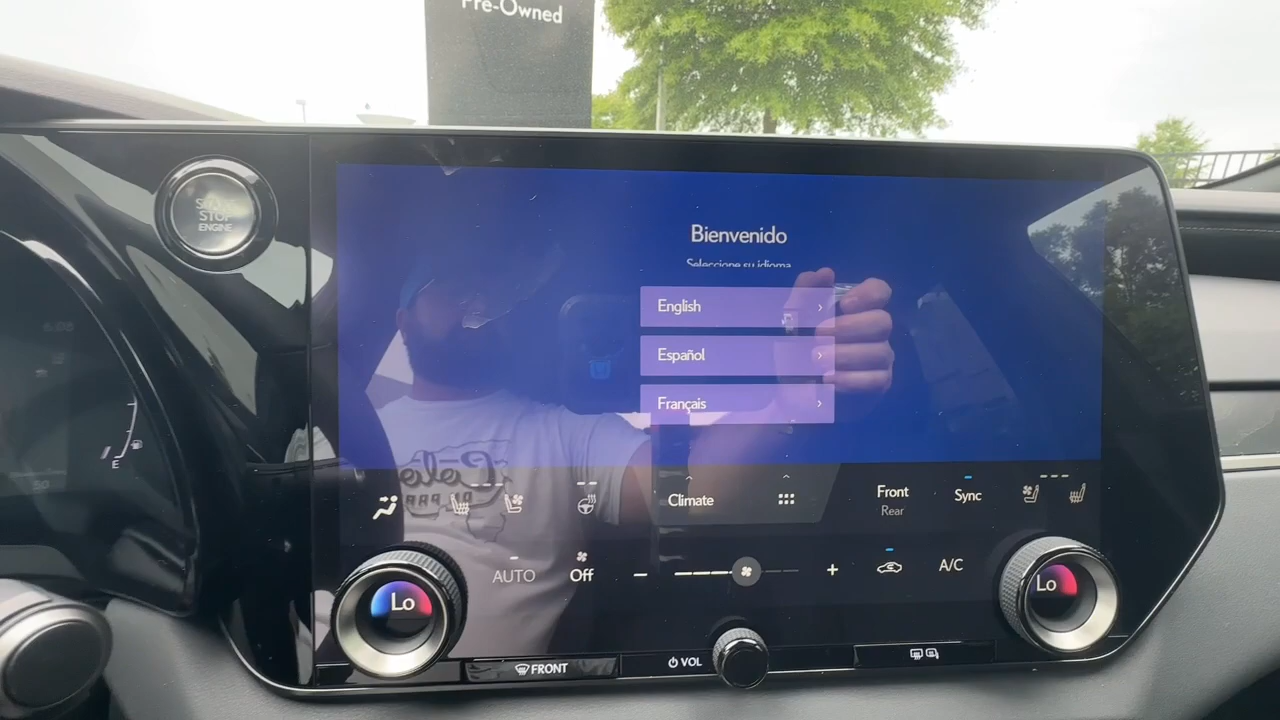 Pre-Owned
STOP
ENGINE
Bienvenido
Seleccione su idioma
English
Español
Français
E
50
Climate
Front
Rear
Sync
AUTO
Off
A/C
Lo
Lo
FRONT
VOL